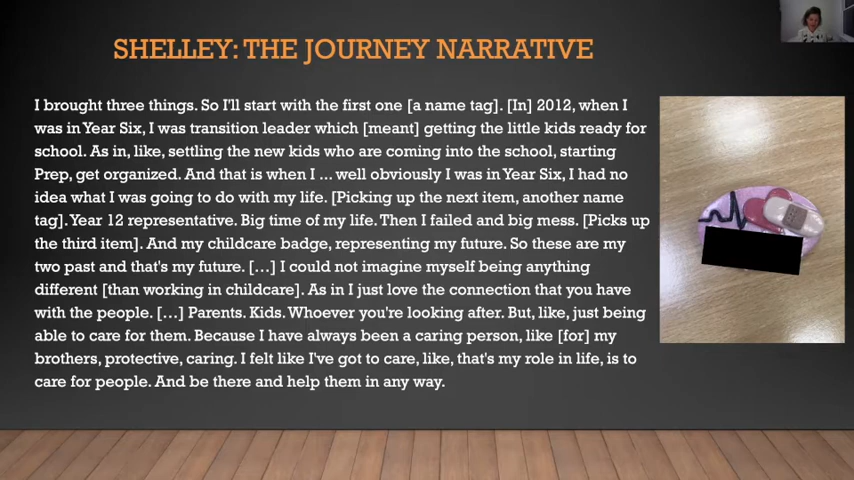 SHELLEY: THE JOURNEY NARRATIVE
I brought three things. So I'll start with the first one [a name tag]. [In] 2012, when I
was in Year Six, I was transition leader which [meant] getting the little kids ready for
school. As in, like, settling the new kids who are coming into the school, starting
Prep, get organized. And that is when I ... well obviously I was in Year Six, I had no
idea what I was going to do with my life. [Picking up the next item, another name
tag]. Year 12 representative. Big time of my life. Then I failed and big mess. [Picks up
the third item]. And my childcare badge, representing my future. So these are my
two past and that's my future. [...] I could not imagine myself being anything
different [than working in childcare]. As in I just love the connection that you have
with the people. [...] Parents. Kids. Whoever you're looking after. But, like, just being
able to care for them. Because I have always been a caring person, like [for] my
brothers, protective, caring. I felt like I've got to care, like, that's my role in life, is to
care for people. And be there and help them in any way.